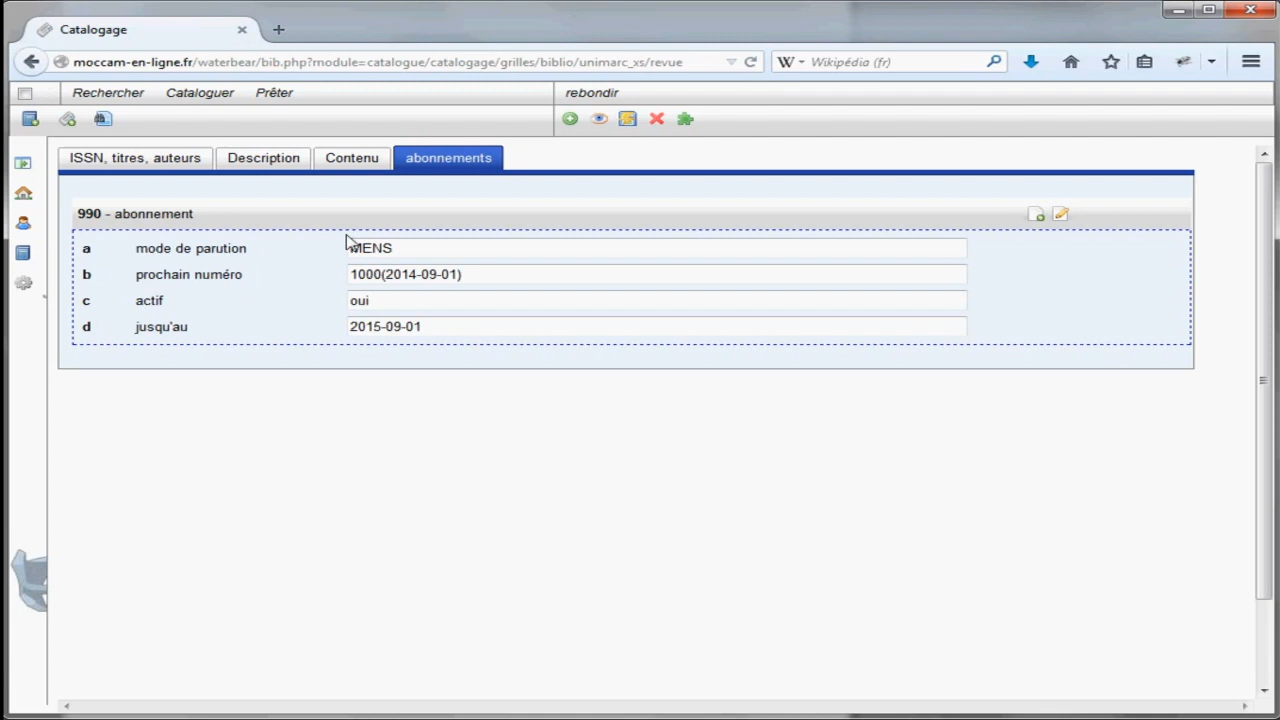 Catalogage
moccam-en-ligne.fr/waterbear/bib.php?module=catalogue/catalogage/grilles/biblio/unimarc_xs/revue
W Wikipédia (fr)
Rechercher Cataloguer Prêter rebondir
ISSN, titres, auteurs Description Contenu abonnements
990 - abonnement
a mode de parution MENS
b prochain numéro 1000(2014-09-01)
c actif oui
d jusqu'au 2015-09-01